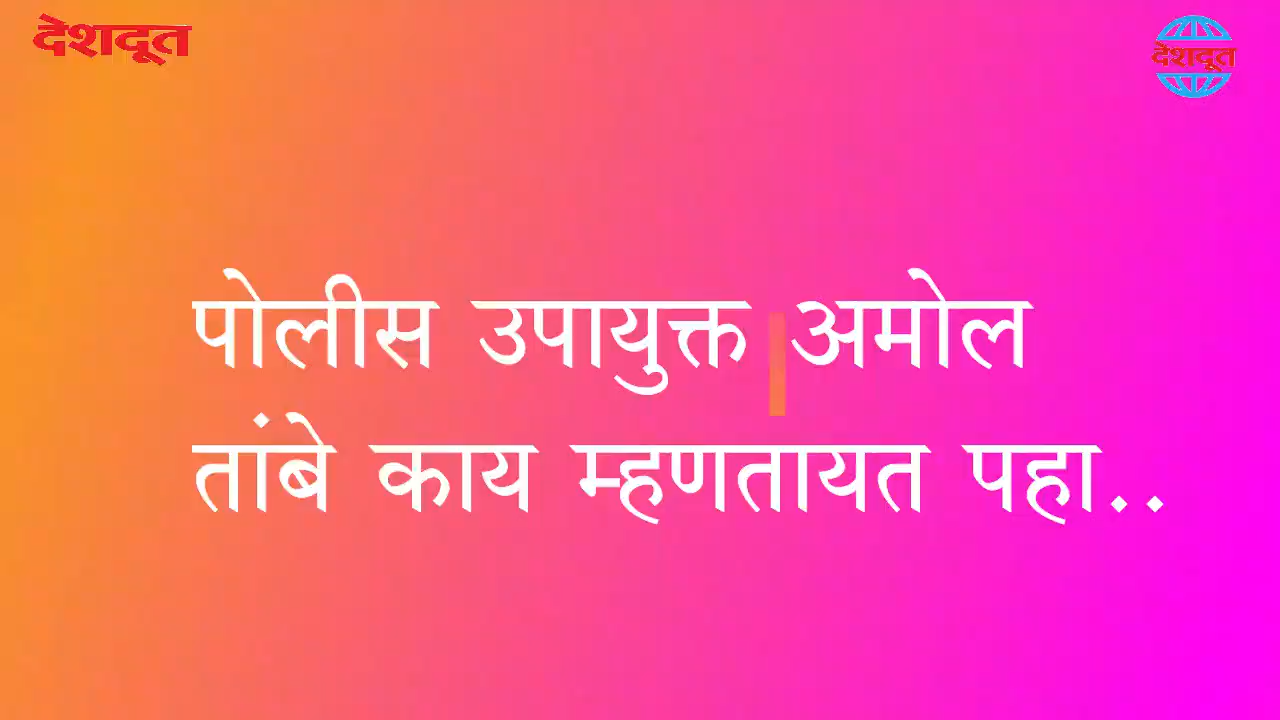 देशदूत
देशदूत
पोलीस उपायुक्त अमोल
तांबे काय म्हणतायत पहा..